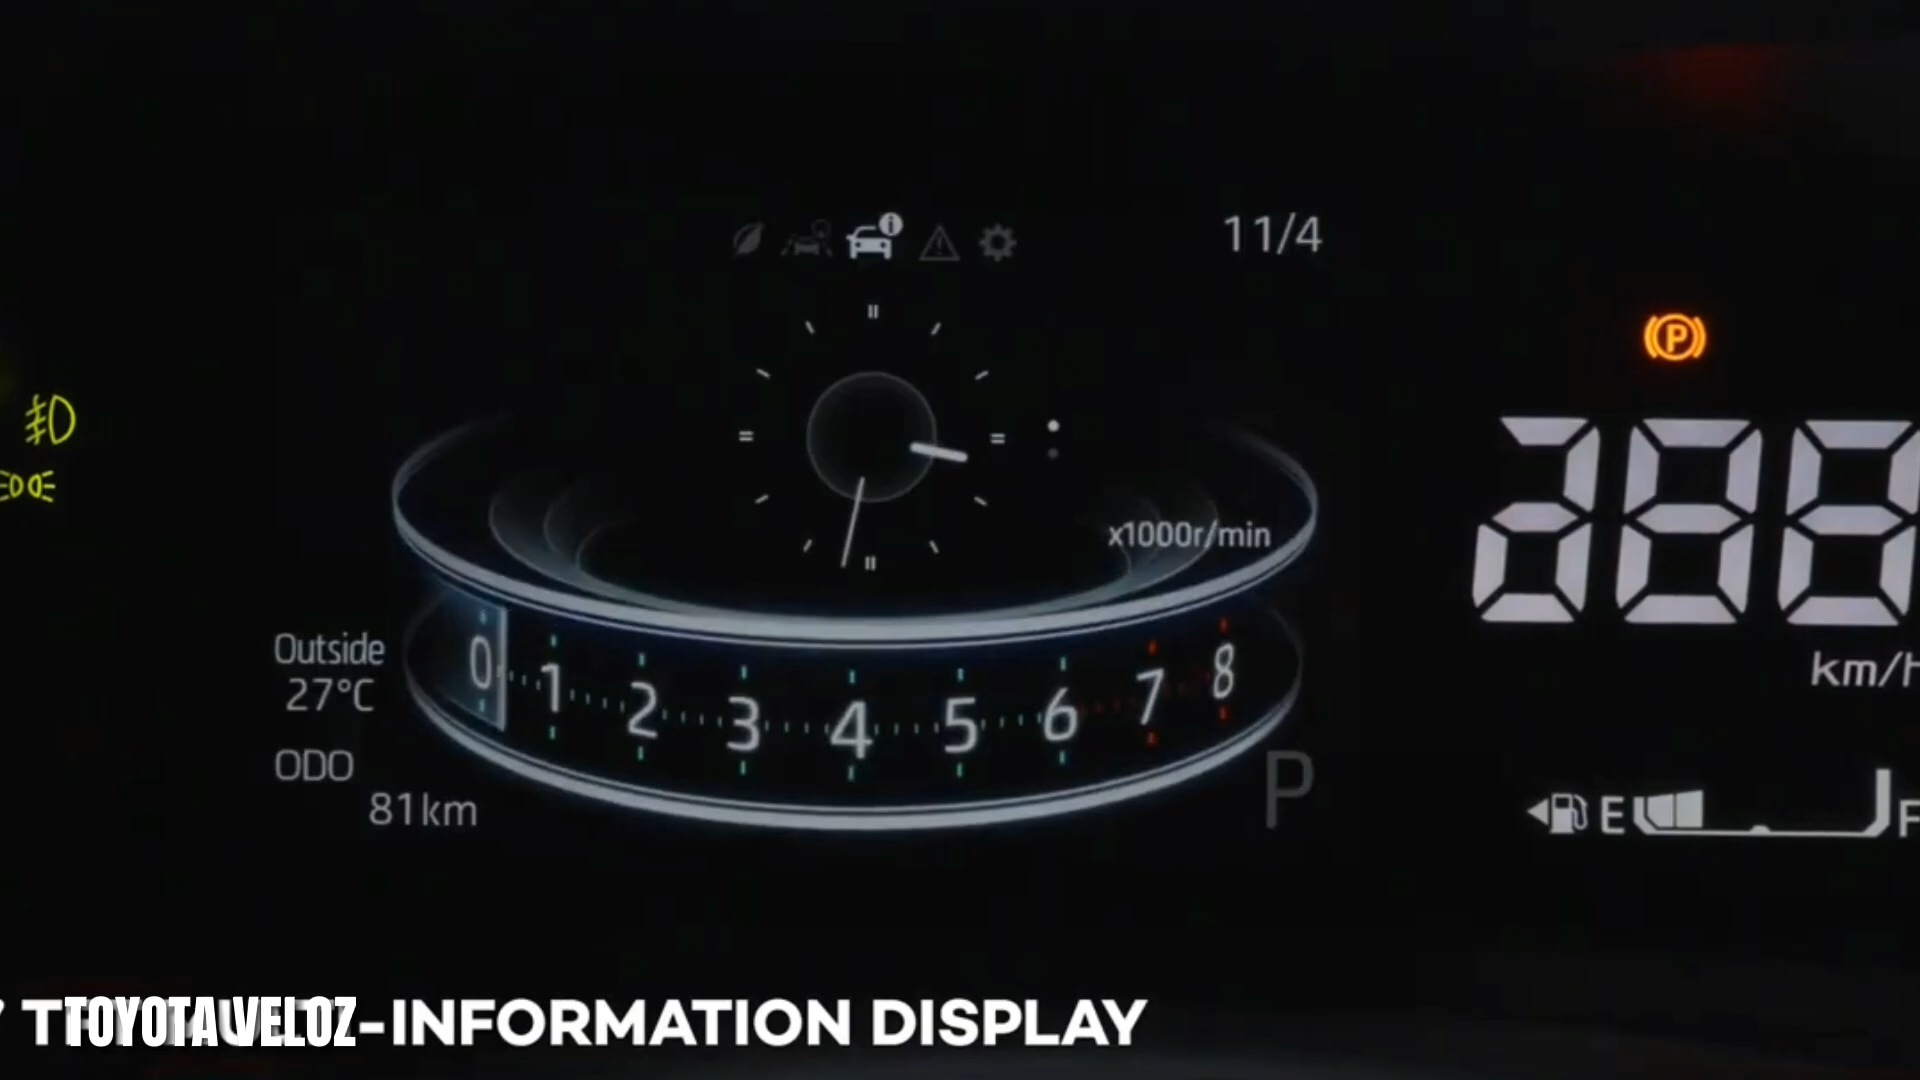 11/4
P
x1000r/min
Outside
27°C
0 1 2 3 4 5 6 7 8
km/h
ODO
81km
P
E F
TOYOTA VELOZ
-INFORMATION DISPLAY